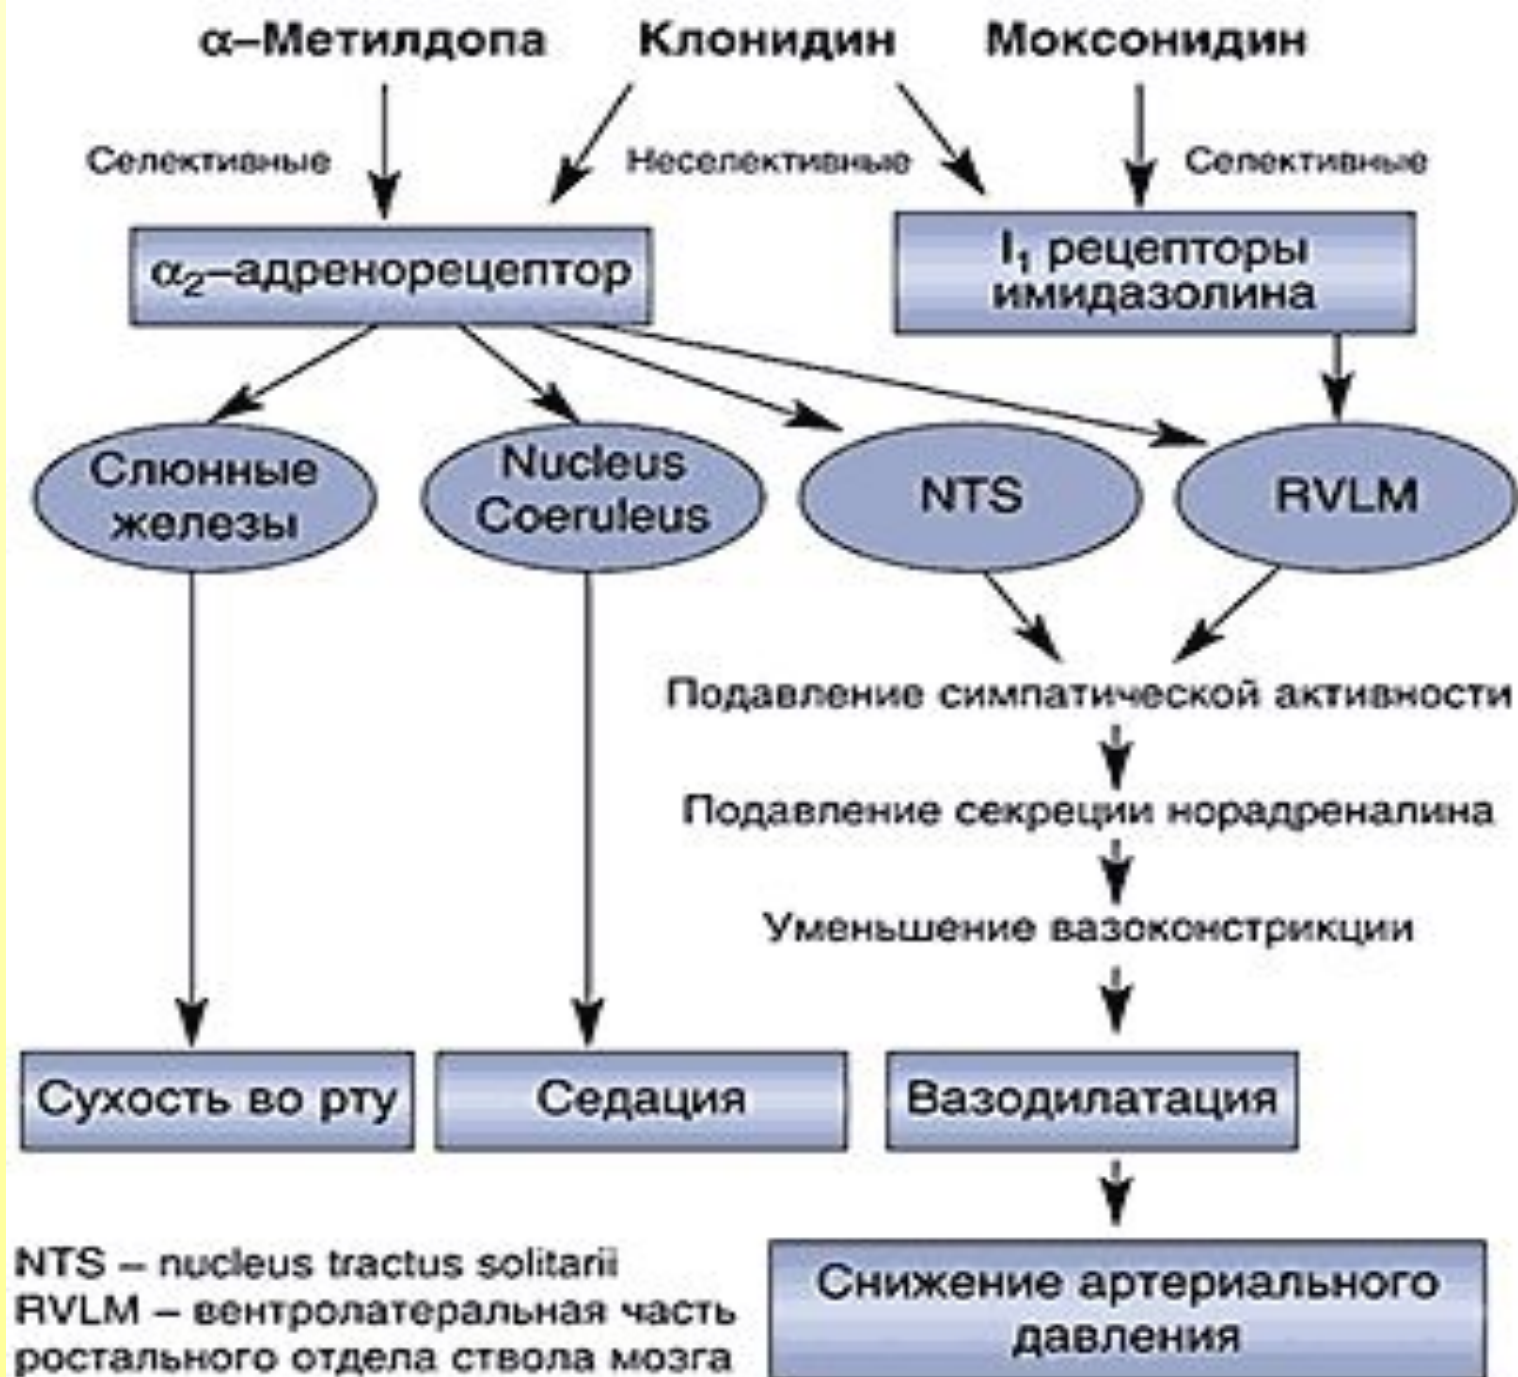 α–Метилдопа Клонидин Моксонидин
Селективные Неселективные Селективные
α₂–адренорецептор
I₁ рецепторы
имидазолина
Слюнные
железы
Nucleus
Coeruleus
NTS
RVLM
Подавление симпатической активности
Подавление секреции норадреналина
Уменьшение вазоконстрикции
Сухость во рту
Седация
Вазодилатация
NTS – nucleus tractus solitarii
RVLM – вентролатеральная часть
ростального отдела ствола мозга
Снижение артериального
давления